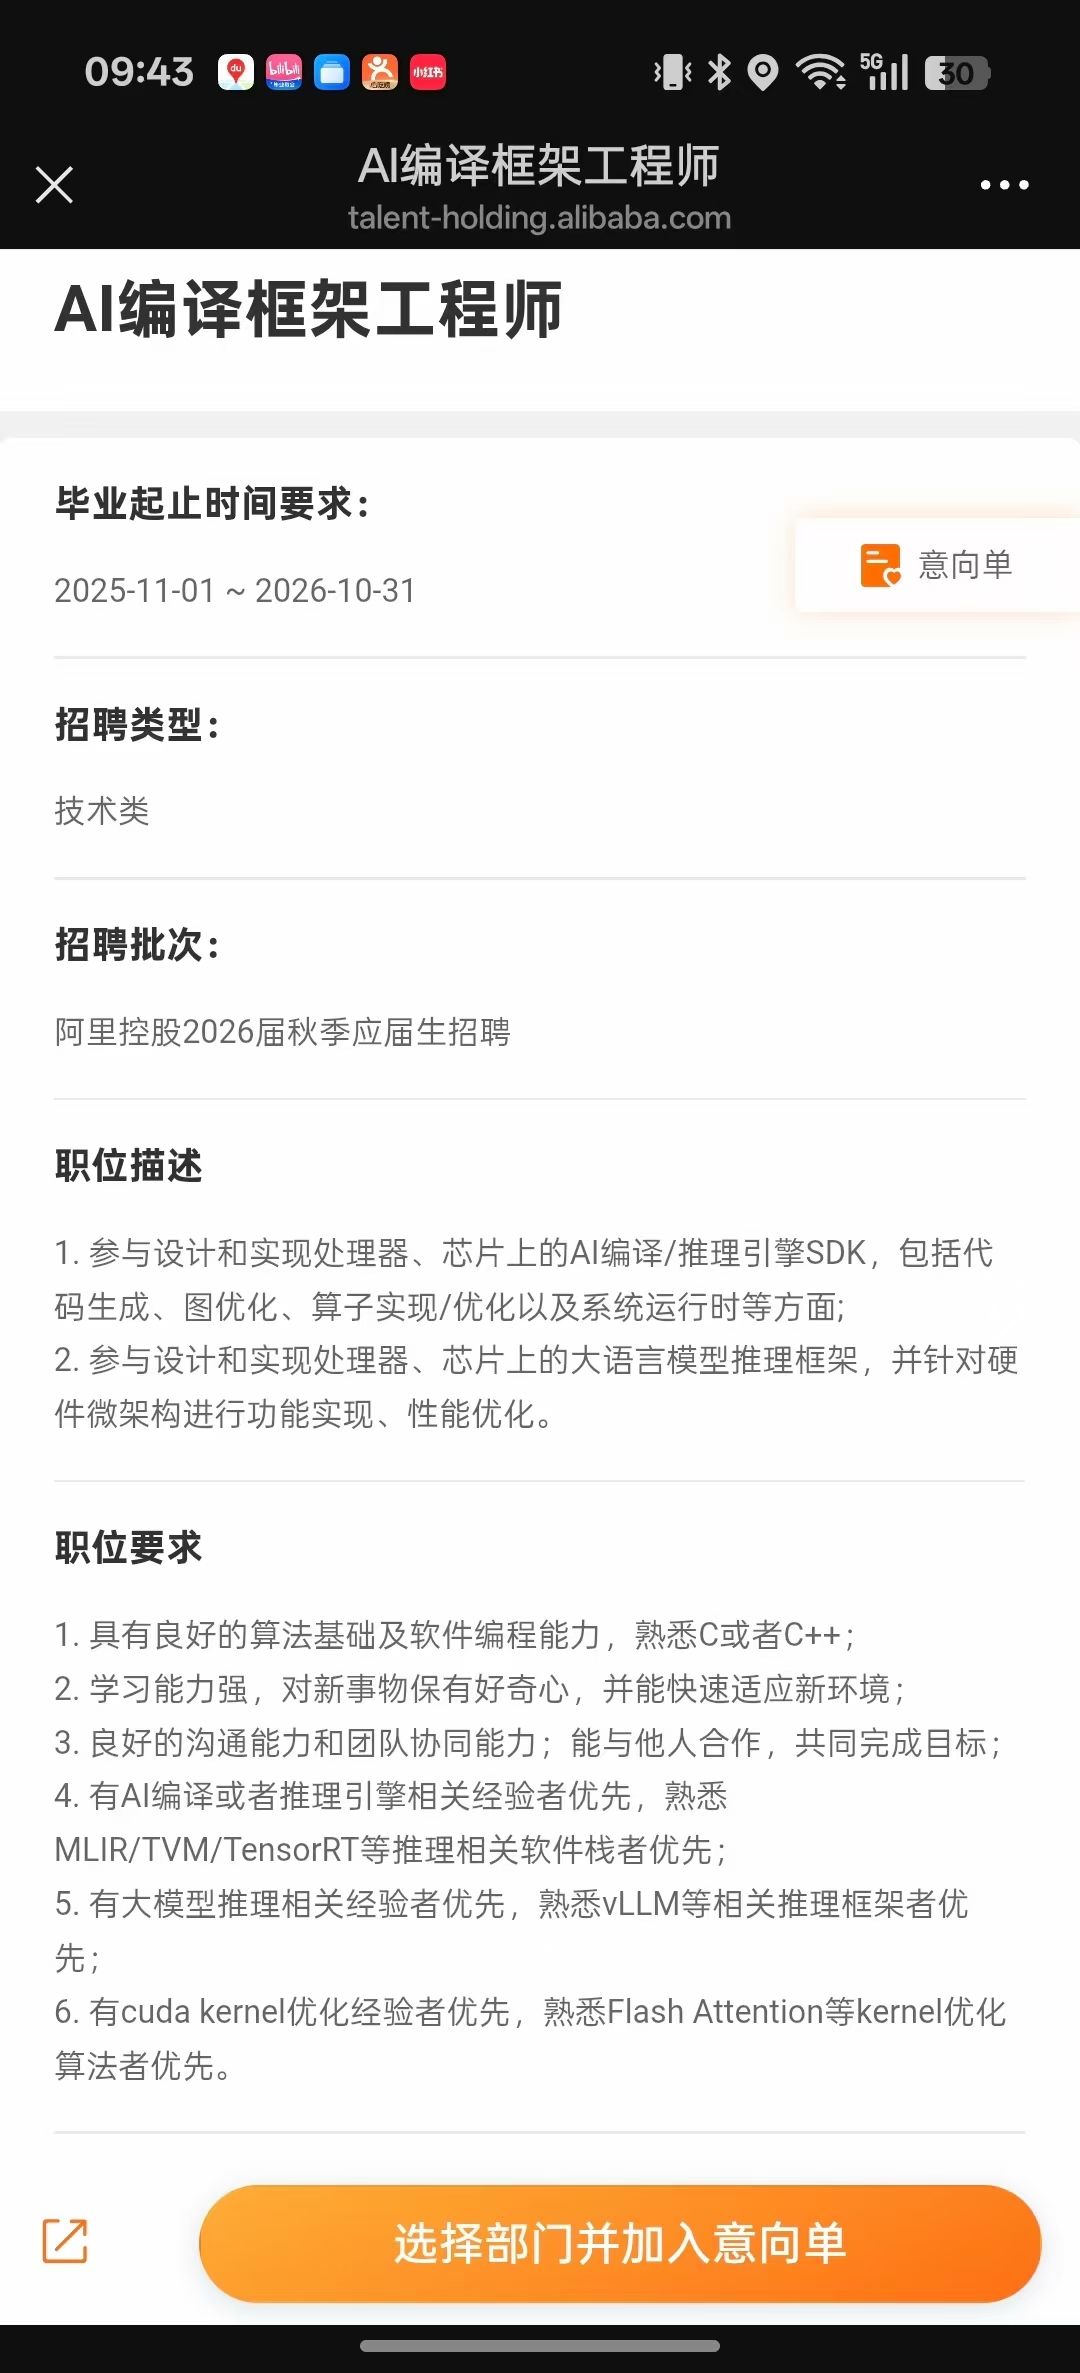 09:43
du
bilibili
小红书
5G
30
AI编译框架工程师
talent-holding.alibaba.com
AI编译框架工程师
毕业起止时间要求：
意向单
2025-11-01 ~ 2026-10-31
招聘类型：
技术类
招聘批次：
阿里控股2026届秋季应届生招聘
职位描述
1. 参与设计和实现处理器、芯片上的AI编译/推理引擎SDK，包括代
码生成、图优化、算子实现/优化以及系统运行时等方面;
2. 参与设计和实现处理器、芯片上的大语言模型推理框架，并针对硬
件微架构进行功能实现、性能优化。
职位要求
1. 具有良好的算法基础及软件编程能力，熟悉C或者C++；
2. 学习能力强，对新事物保有好奇心，并能快速适应新环境；
3. 良好的沟通能力和团队协同能力；能与他人合作，共同完成目标；
4. 有AI编译或者推理引擎相关经验者优先，熟悉
MLIR/TVM/TensorRT等推理相关软件栈者优先；
5. 有大模型推理相关经验者优先，熟悉vLLM等相关推理框架者优
先；
6. 有cuda kernel优化经验者优先，熟悉Flash Attention等kernel优化
算法者优先。
选择部门并加入意向单